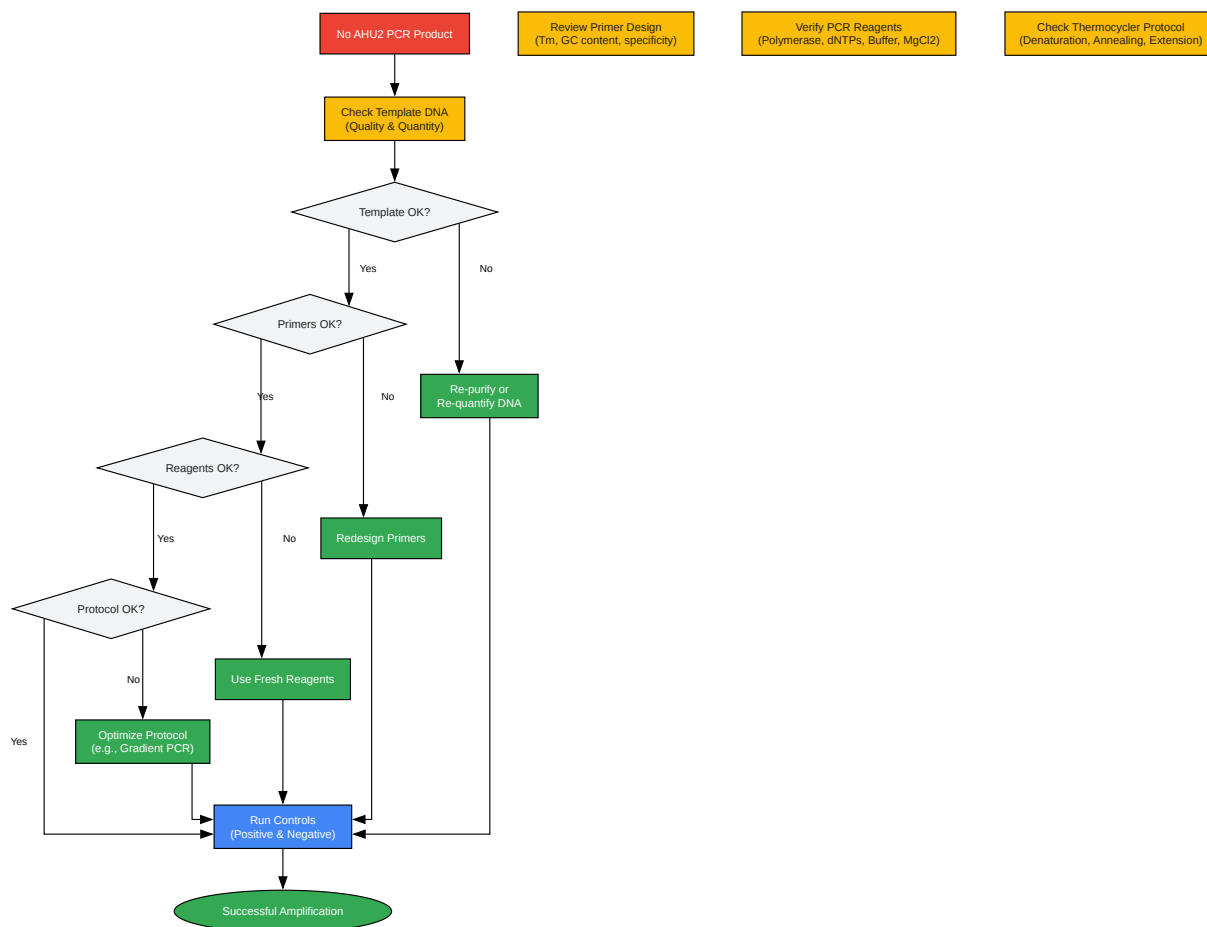 No AHU2 PCR Product
Review Primer Design
(Tm, GC content, specificity)
Verify PCR Reagents
(Polymerase, dNTPs, Buffer, MgCl2)
Check Thermocycler Protocol
(Denaturation, Annealing, Extension)
Check Template DNA
(Quality & Quantity)
Template OK?
Yes
No
Primers OK?
Yes
No
Re-purify or
Re-quantify DNA
Reagents OK?
Yes
No
Redesign Primers
Protocol OK?
No
Use Fresh Reagents
Yes
Optimize Protocol
(e.g., Gradient PCR)
Run Controls
(Positive & Negative)
Successful Amplification